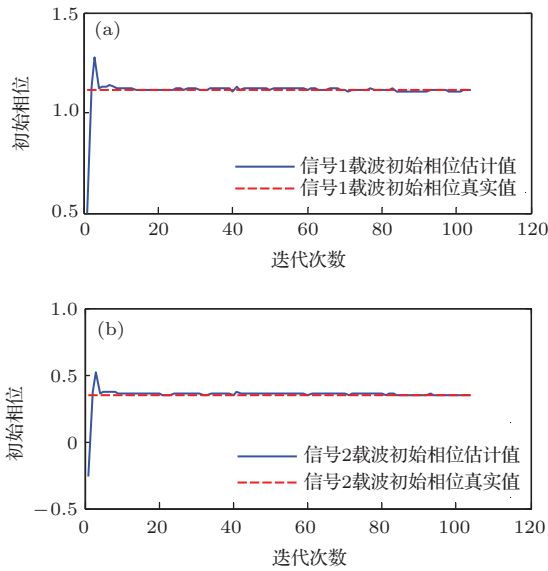 (a)
1.5
1.0
0.5
初始相位
信号1载波初始相位估计值
信号1载波初始相位真实值
0 20 40 60 80 100 120
迭代次数
(b)
1.0
0.5
0
−0.5
初始相位
信号2载波初始相位估计值
信号2载波初始相位真实值
0 20 40 60 80 100 120
迭代次数